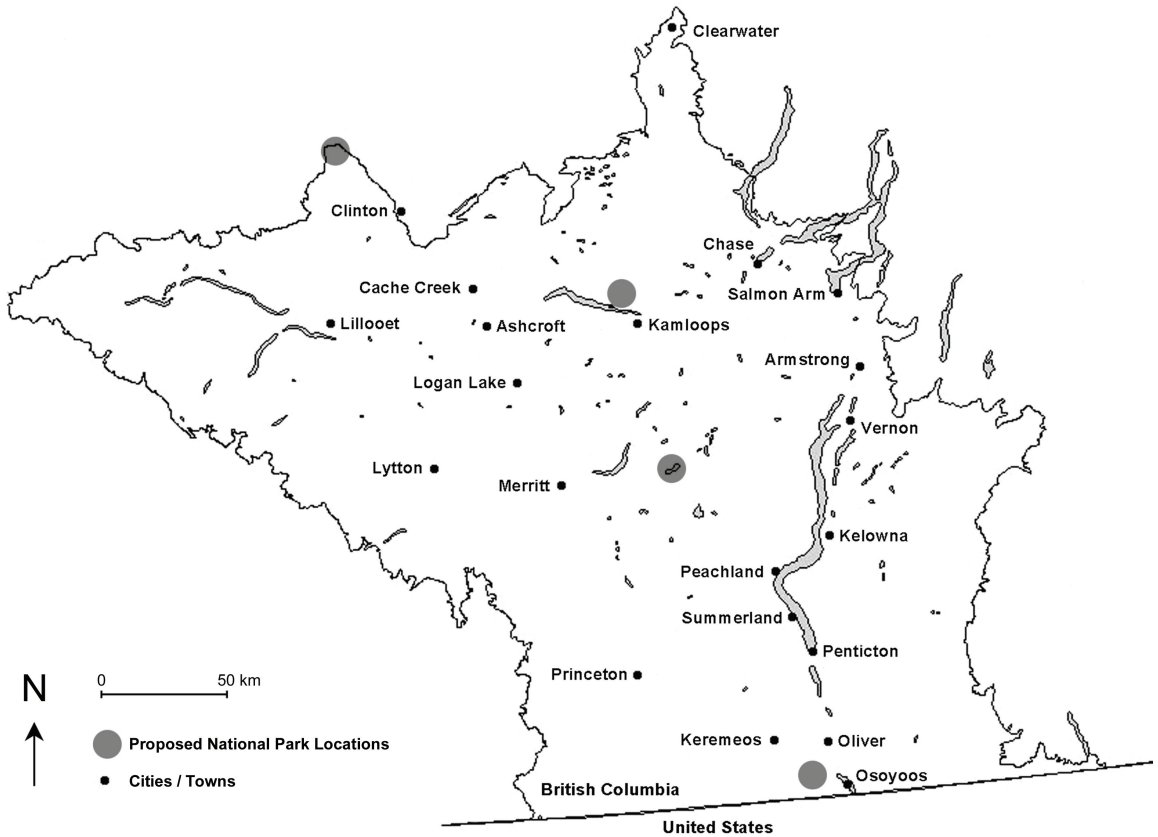 Clearwater
Clinton
Chase
Cache Creek
Salmon Arm
Lillooet
Ashcroft
Kamloops
Armstrong
Logan Lake
Vernon
Lytton
Merritt
Kelowna
Peachland
Summerland
Penticton
Princeton
N
0 50 km
Proposed National Park Locations
Keremeos
Oliver
Cities / Towns
Osoyoos
British Columbia
United States